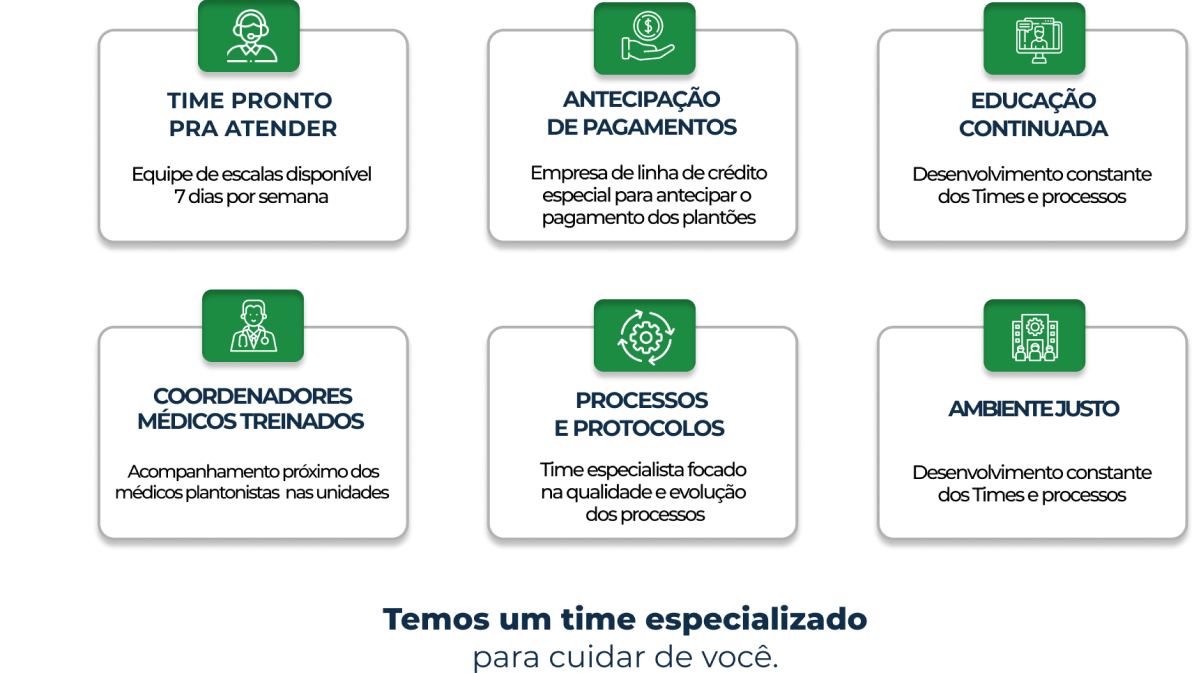 TIME PRONTO
PRA ATENDER
Equipe de escalas disponível
7 dias por semana
ANTECIPAÇÃO
DE PAGAMENTOS
Empresa de linha de crédito
especial para antecipar o
pagamento dos plantões
EDUCAÇÃO
CONTINUADA
Desenvolvimento constante
dos Times e processos
COORDENADORES
MÉDICOS TREINADOS
Acompanhamento próximo dos
médicos plantonistas nas unidades
PROCESSOS
E PROTOCOLOS
Time especialista focado
na qualidade e evolução
dos processos
AMBIENTE JUSTO
Desenvolvimento constante
dos Times e processos
Temos um time especializado
para cuidar de você.